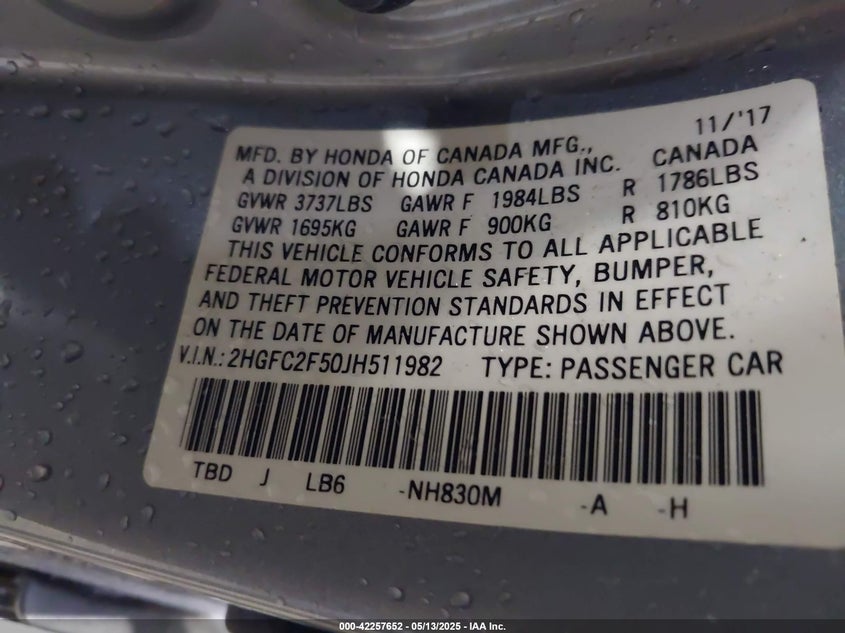 11/'17
MFD. BY HONDA OF CANADA MFG., CANADA
A DIVISION OF HONDA CANADA INC.
GVWR 3737LBS GAWR F 1984LBS R 1786LBS
GVWR 1695KG GAWR F 900KG R 810KG
THIS VEHICLE CONFORMS TO ALL APPLICABLE
FEDERAL MOTOR VEHICLE SAFETY, BUMPER,
AND THEFT PREVENTION STANDARDS IN EFFECT
ON THE DATE OF MANUFACTURE SHOWN ABOVE.
V.I.N.: 2HGFC2F50JH511982 TYPE: PASSENGER CAR
TBD J LB6 -NH830M -A -H
000-42257652 - 05/13/2025 - IAA Inc.